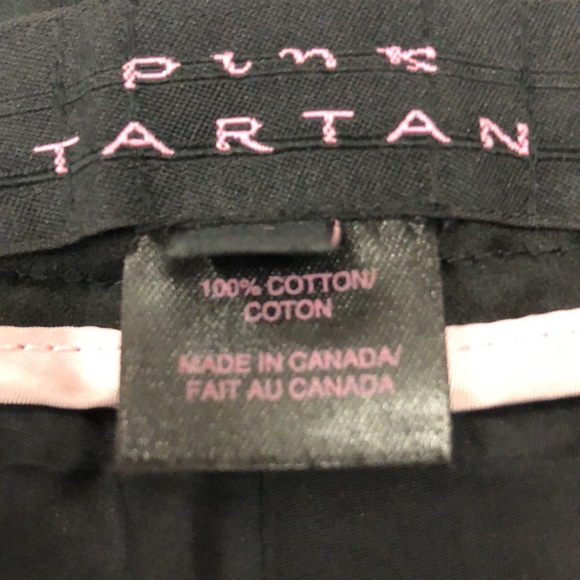 PINK
TARTAN
100% COTTON/
COTON
MADE IN CANADA/
FAIT AU CANADA